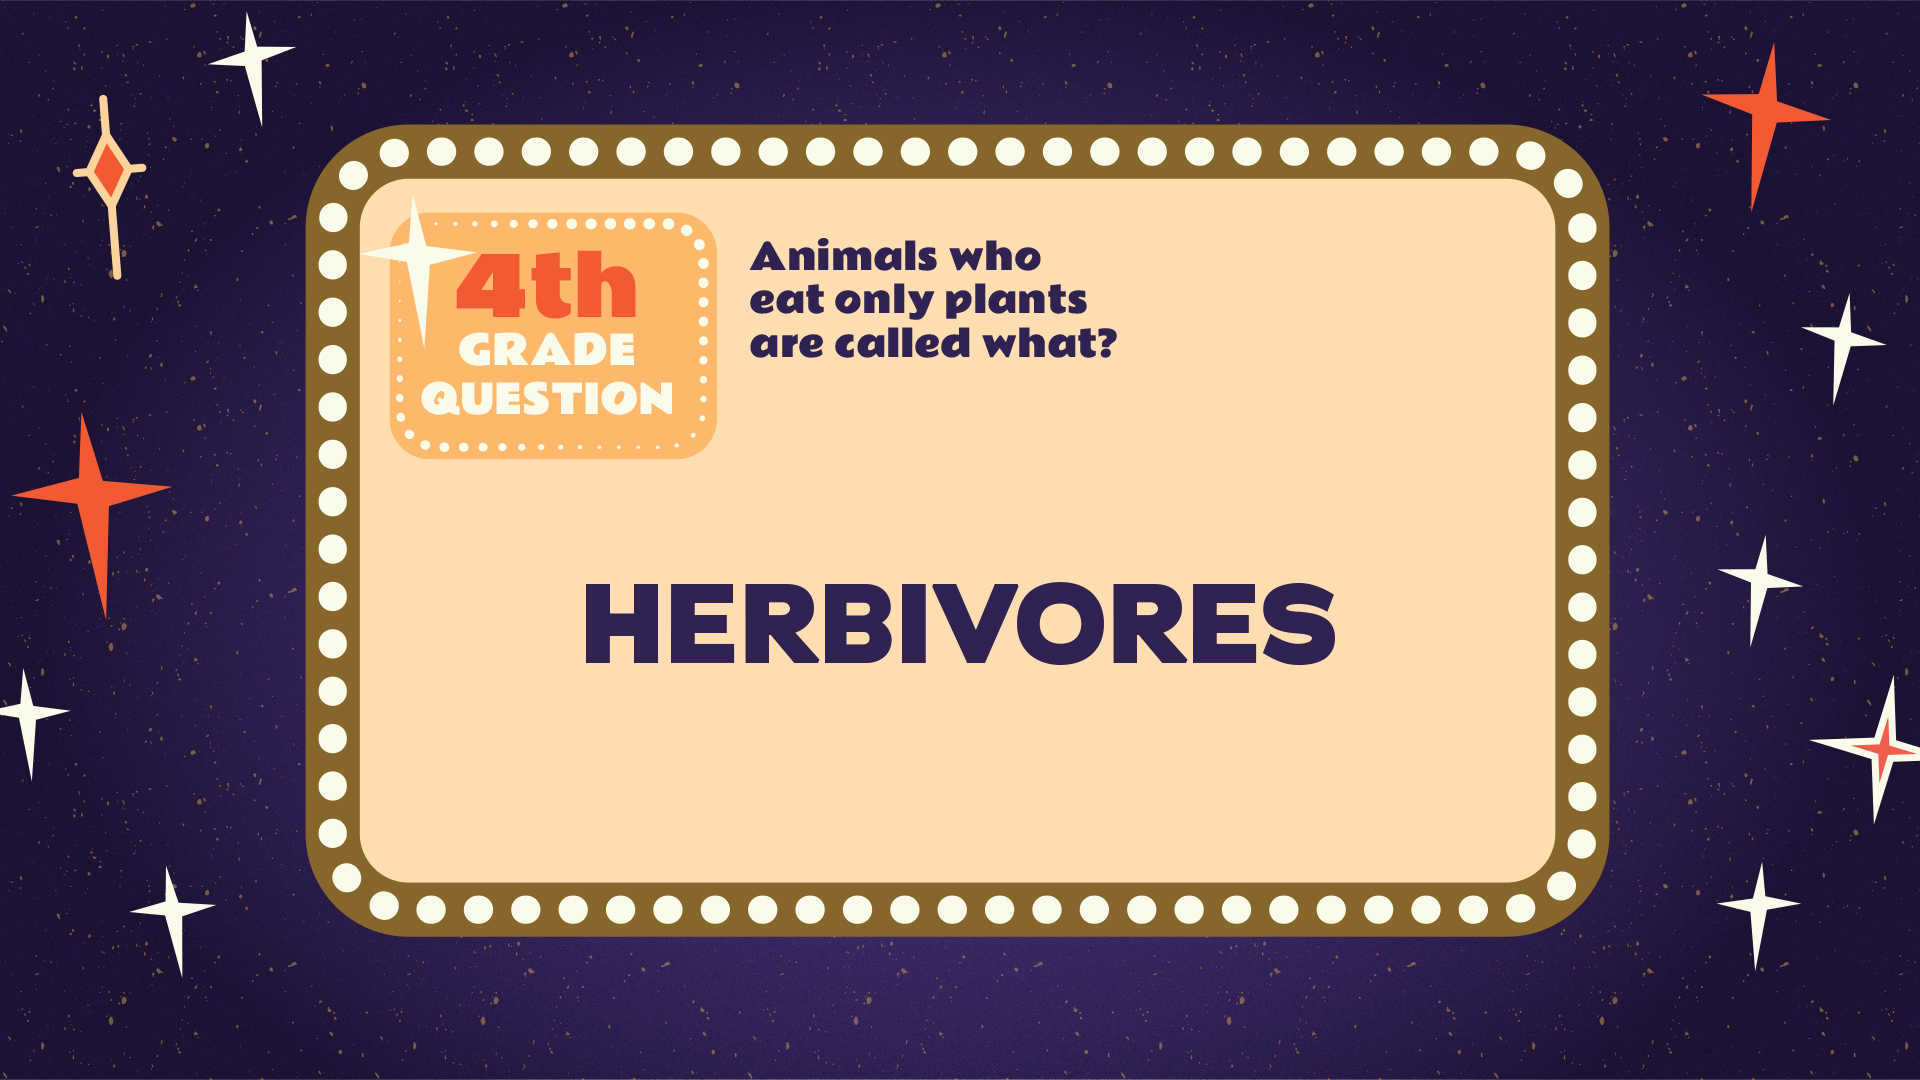 4th
GRADE
QUESTION
Animals who
eat only plants
are called what?
HERBIVORES